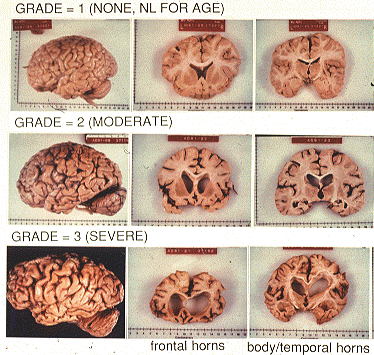 GRADE = 1 (NONE, NL FOR AGE)
GRADE = 2 (MODERATE)
GRADE = 3 (SEVERE)
frontal horns
body/temporal horns